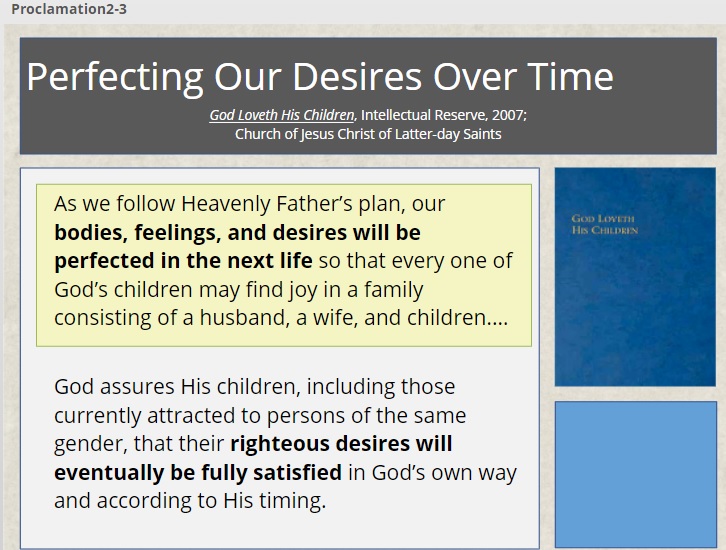 Proclamation2-3
Perfecting Our Desires Over Time
God Loveth His Children, Intellectual Reserve, 2007;
Church of Jesus Christ of Latter-day Saints
As we follow Heavenly Father’s plan, our
bodies, feelings, and desires will be
perfected in the next life so that every one of
God’s children may find joy in a family
consisting of a husband, a wife, and children....
God assures His children, including those
currently attracted to persons of the same
gender, that their righteous desires will
eventually be fully satisfied in God’s own way
and according to His timing.
God Loveth
His Children